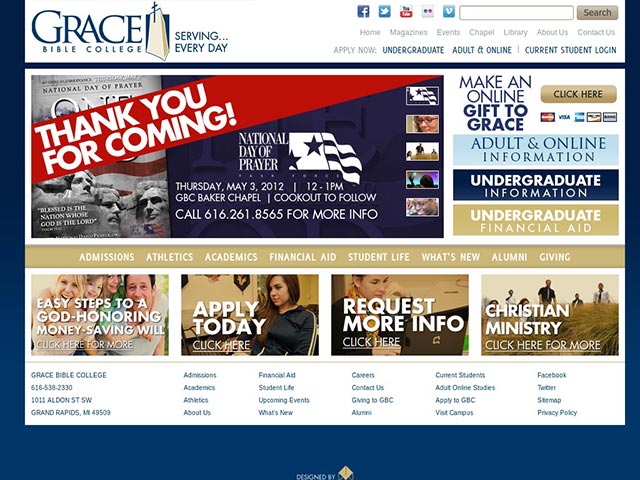 GRACE
BIBLE COLLEGE
SERVING...
EVERY DAY
Search
Home Magazines Events Chapel Library About Us Contact Us
APPLY NOW: UNDERGRADUATE ADULT & ONLINE | CURRENT STUDENT LOGIN
NATIONAL DAY OF PRAYER
ONE
THANK YOU
FOR COMING!
"BLESSED IS THE
NATION WHOSE
GOD IS THE LORD"
NATIONAL
DAY OF
PRAYER
TASK FORCE
THURSDAY, MAY 3, 2012 | 12 - 1PM
GBC BAKER CHAPEL | COOKOUT TO FOLLOW
CALL 616.261.8565 FOR MORE INFO
MAKE AN
ONLINE
GIFT TO
GRACE
CLICK HERE
ADULT & ONLINE
INFORMATION
UNDERGRADUATE
INFORMATION
UNDERGRADUATE
FINANCIAL AID
ADMISSIONS ATHLETICS ACADEMICS FINANCIAL AID STUDENT LIFE WHAT'S NEW ALUMNI GIVING
EASY STEPS TO A
GOD-HONORING
MONEY-SAVING WILL
CLICK HERE FOR MORE
APPLY
TODAY
CLICK HERE
REQUEST
MORE INFO
CLICK HERE
CHRISTIAN
MINISTRY
CLICK HERE FOR MORE
GRACE BIBLE COLLEGE Admissions Financial Aid Careers Current Students Facebook
616-538-2330 Academics Student Life Contact Us Adult Online Studies Twitter
1011 ALDON ST SW Athletics Upcoming Events Giving to GBC Apply to GBC Sitemap
GRAND RAPIDS, MI 49509 About Us What's New Alumni Visit Campus Privacy Policy
DESIGNED BY